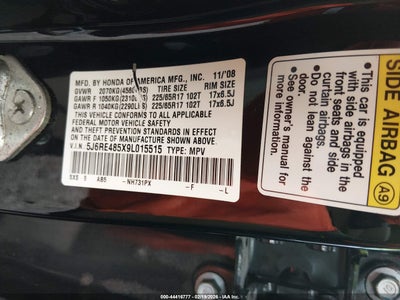 MFD. BY HONDA OF AMERICA MFG., INC. 11/'08
GVWR 2070KG TIRE SIZE RIM SIZE
GAWR F 1050KG 225/65R17 102T 17x6.5J
GAWR R 1040KG 225/65R17 102T 17x6.5J
THIS VEHICLE CONFORMS TO ALL APPLICABLE
FEDERAL MOTOR VEHICLE SAFETY AND
THEFT PREVENTION STANDARDS IN EFFECT ON
THE DATE OF MANUFACTURE SHOWN ABOVE.
V.I.N. 5J6RE485X9L015515 TYPE: MPV
NH731PX
-F -L
SIDE AIRBAG A9
•This car is equipped
with side airbags in the
front seats and side
curtain airbags.
•Do not lean against the
door.
•See owner's manual
for more information.
000-44416777 - 02/19/2026 - IAA Inc.